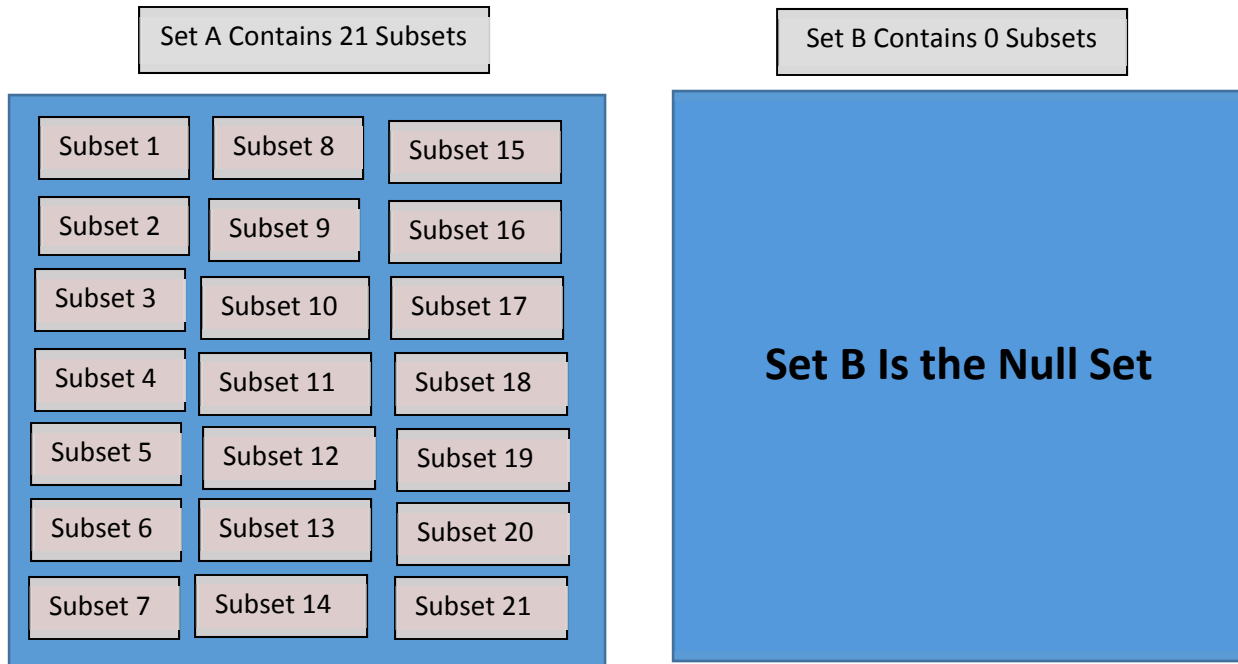 Set A Contains 21 Subsets
Set B Contains 0 Subsets
Subset 1
Subset 8
Subset 15
Subset 2
Subset 9
Subset 16
Subset 3
Subset 10
Subset 17
Subset 4
Subset 11
Subset 18
Subset 5
Subset 12
Subset 19
Subset 6
Subset 13
Subset 20
Subset 7
Subset 14
Subset 21
Set B Is the Null Set